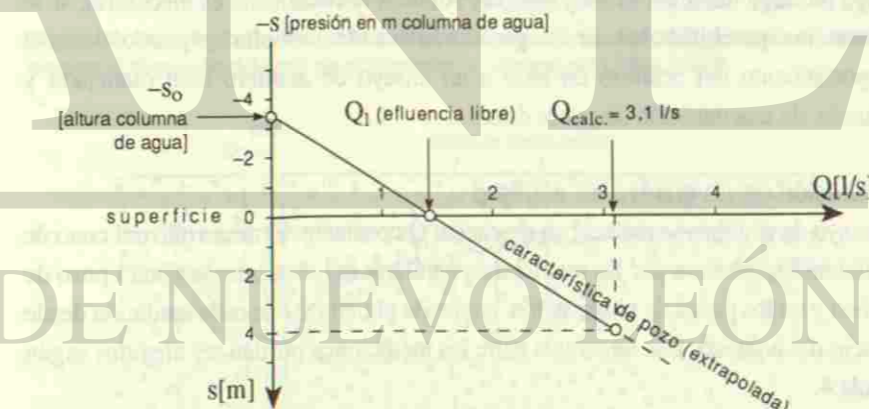 –S [presión en m columna de agua]
–S₀
[altura columna
de agua]
–4
–2
superficie 0
2
4
s[m]
Q₁ (efluencia libre)
Qcalc.= 3,1 l/s
1 2 3 4
Q[l/s]
característica de pozo (extrapolada)
DE NUEVO LEÓN